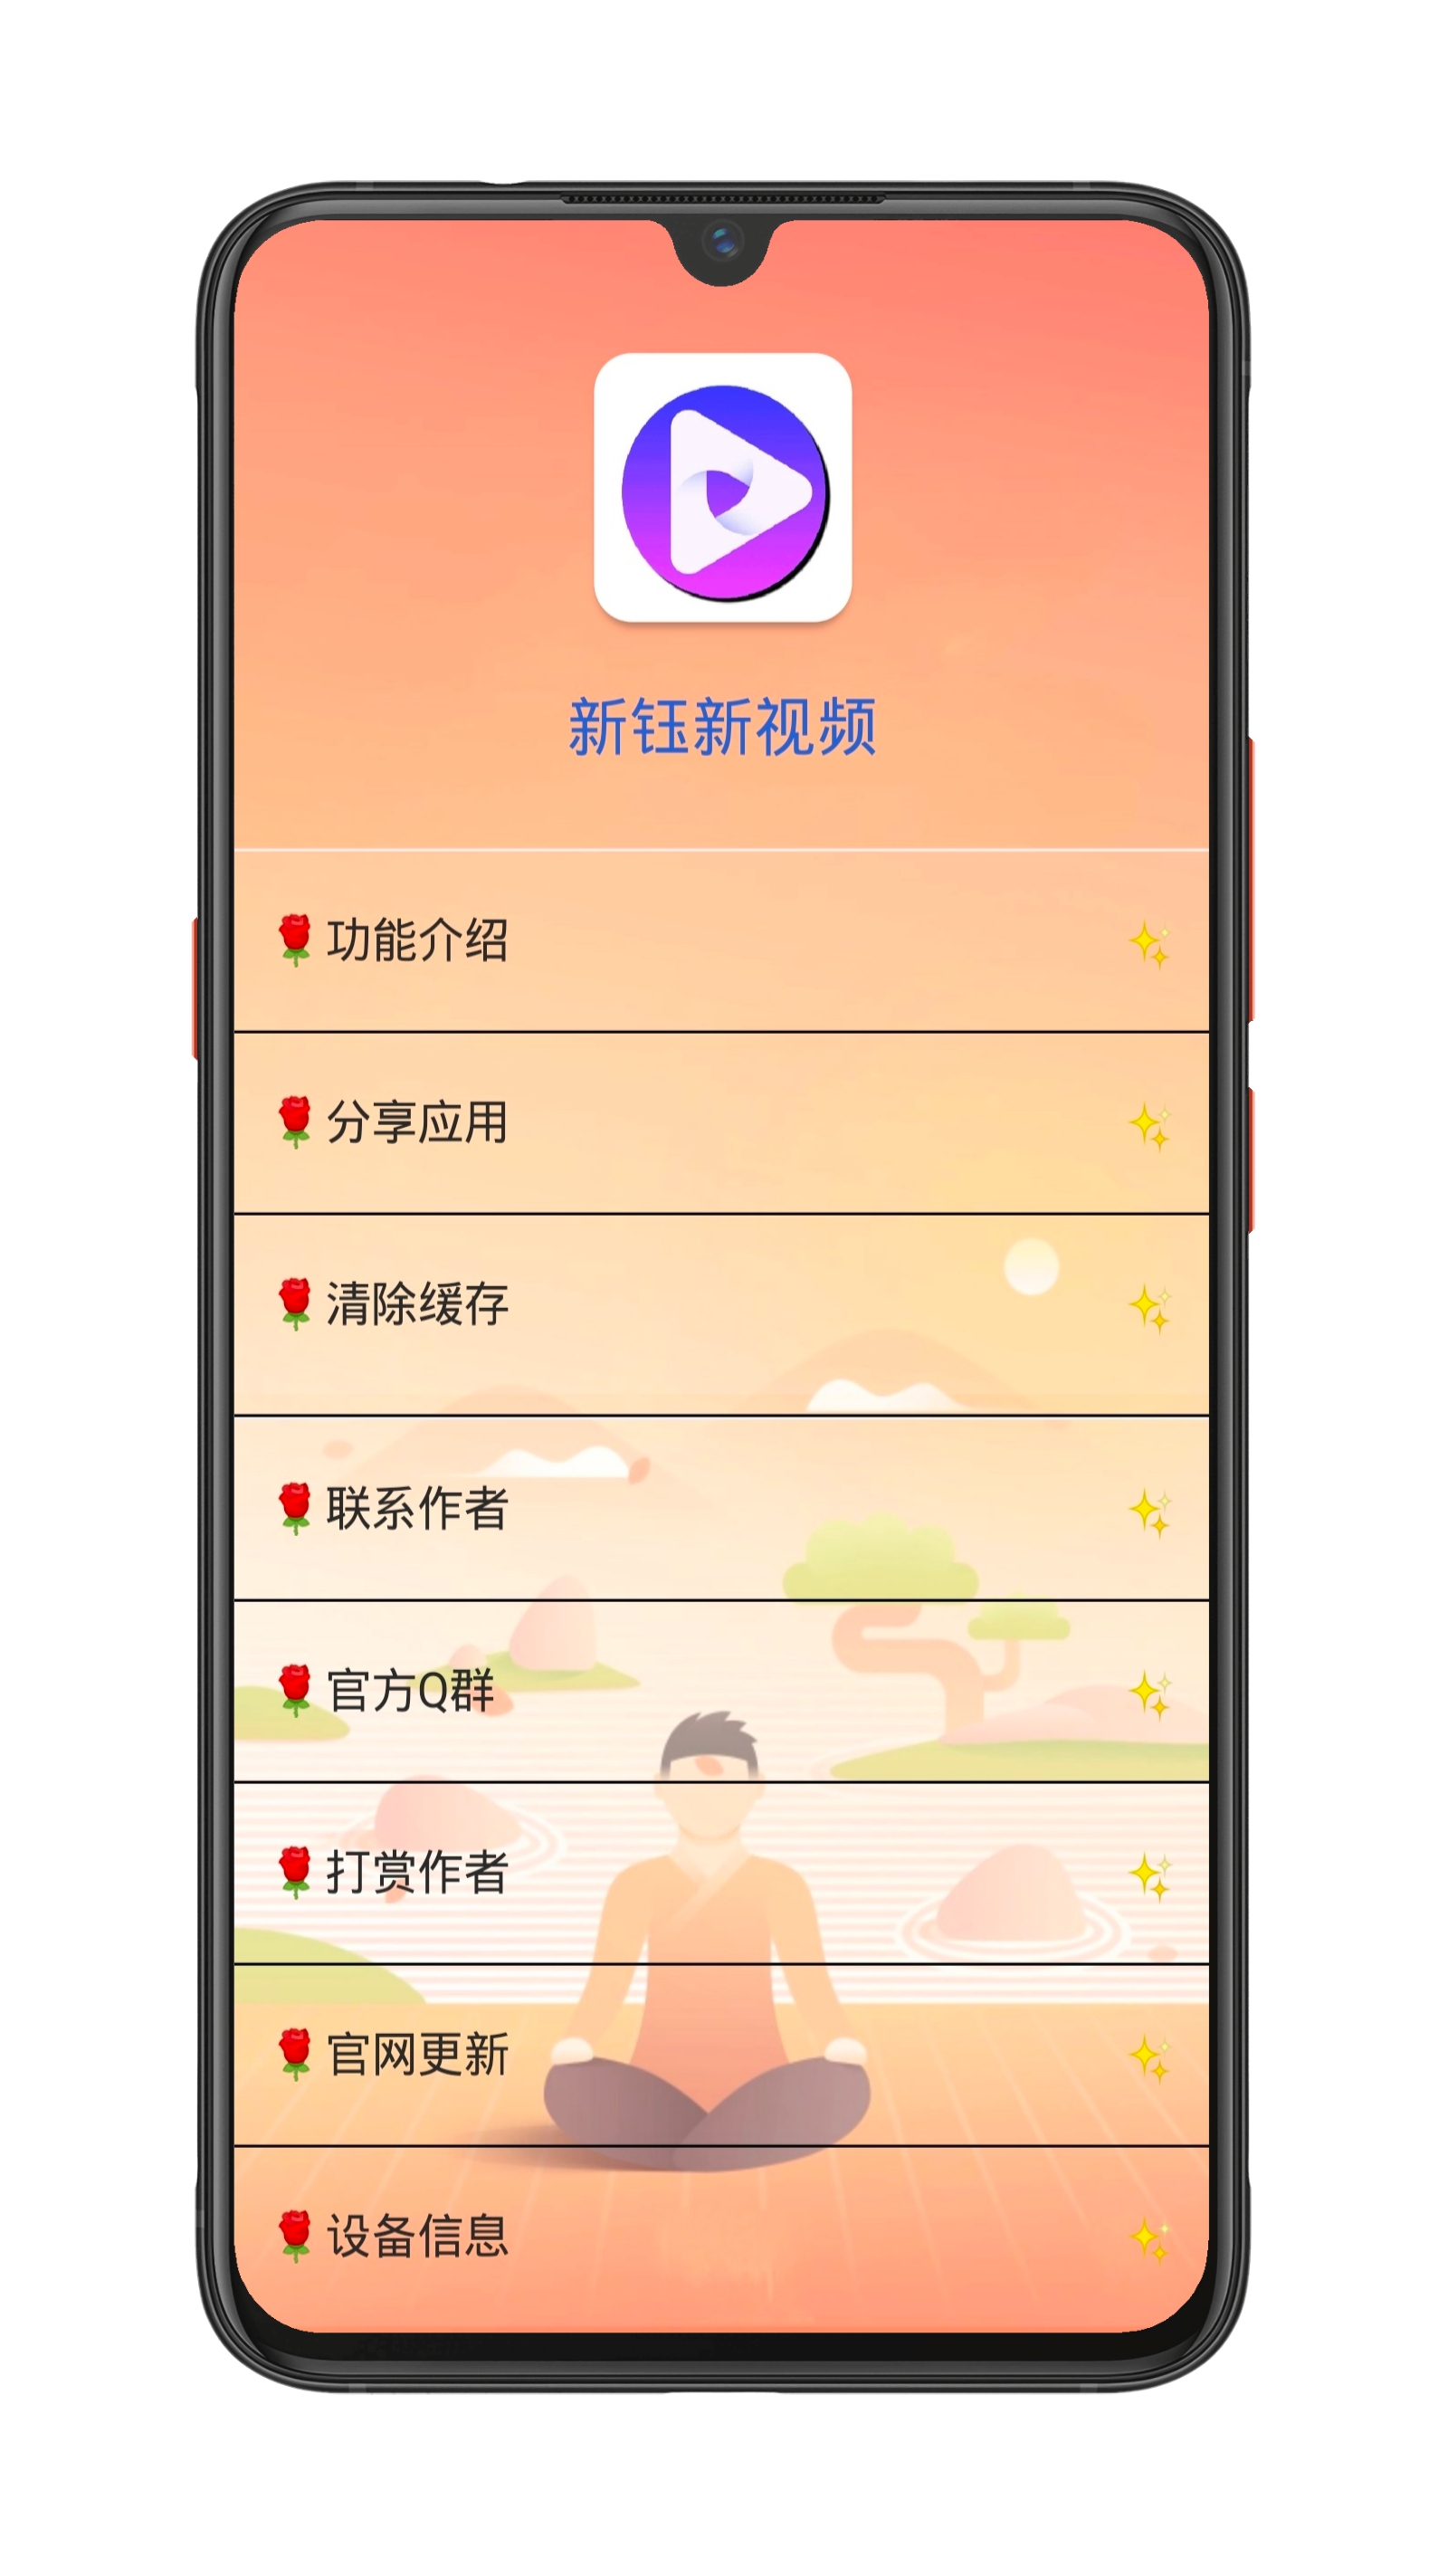 新钰新视频
功能介绍
分享应用
清除缓存
联系作者
官方Q群
打赏作者
官网更新
设备信息